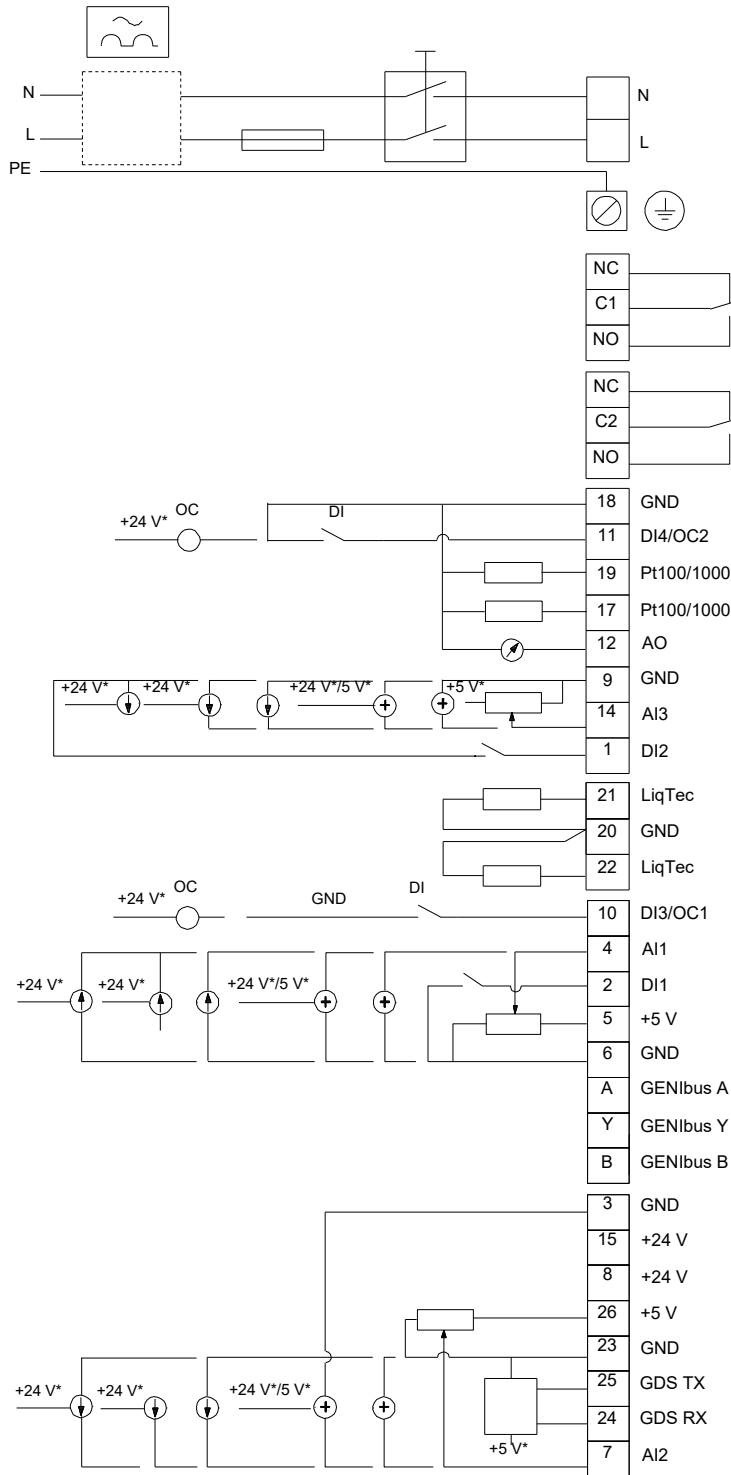 N
N
L
L
PE
NC
C1
NO
NC
C2
NO
18 GND
+24 V* OC DI 11 DI4/OC2
19 Pt100/1000
17 Pt100/1000
12 AO
9 GND
+24 V* +24 V* +24 V*/5 V* +5 V*
14 AI3
1 DI2
21 LiqTec
20 GND
22 LiqTec
+24 V* OC GND DI 10 DI3/OC1
4 AI1
+24 V* +24 V* +24 V*/5 V* 2 DI1
5 +5 V
6 GND
A GENIbus A
Y GENIbus Y
B GENIbus B
3 GND
15 +24 V
8 +24 V
26 +5 V
23 GND
25 GDS TX
+24 V* +24 V* +24 V*/5 V*
24 GDS RX
+5 V*
7 AI2